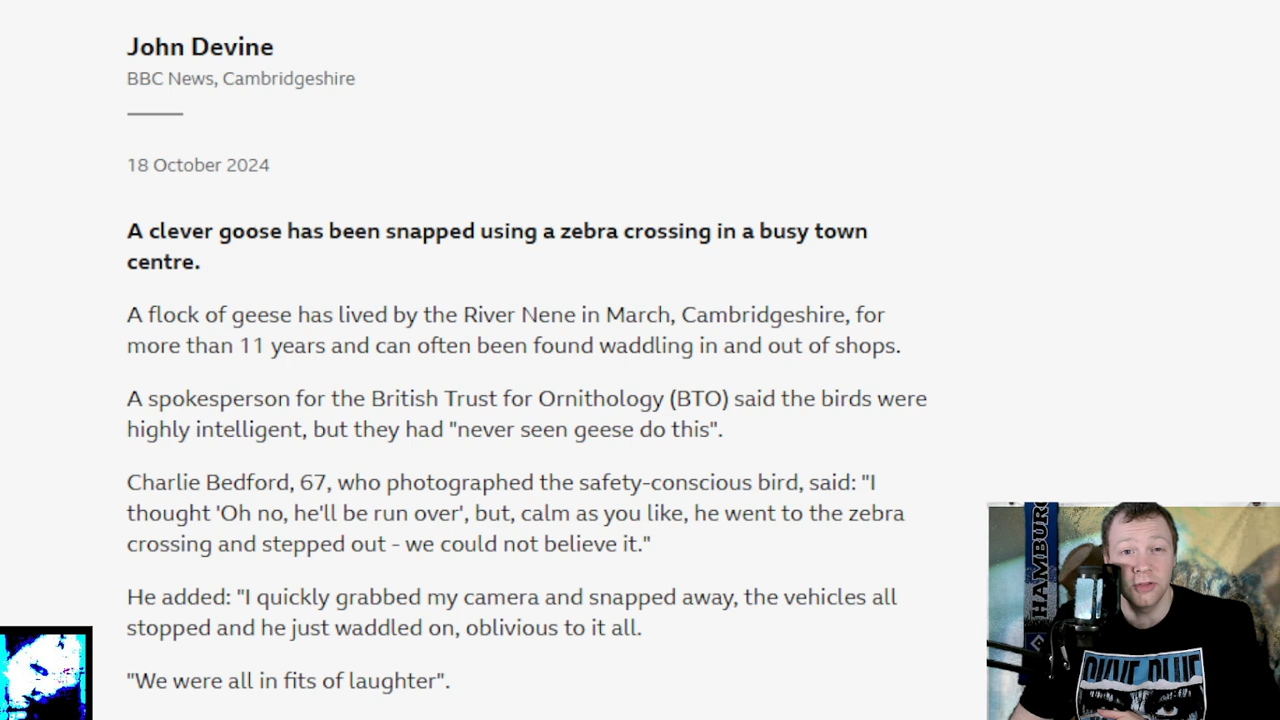 John Devine
BBC News, Cambridgeshire
18 October 2024
A clever goose has been snapped using a zebra crossing in a busy town
centre.
A flock of geese has lived by the River Nene in March, Cambridgeshire, for
more than 11 years and can often been found waddling in and out of shops.
A spokesperson for the British Trust for Ornithology (BTO) said the birds were
highly intelligent, but they had "never seen geese do this".
Charlie Bedford, 67, who photographed the safety-conscious bird, said: "I
thought 'Oh no, he'll be run over', but, calm as you like, he went to the zebra
crossing and stepped out - we could not believe it."
He added: "I quickly grabbed my camera and snapped away, the vehicles all
stopped and he just waddled on, oblivious to it all.
"We were all in fits of laughter".
HAMBURG